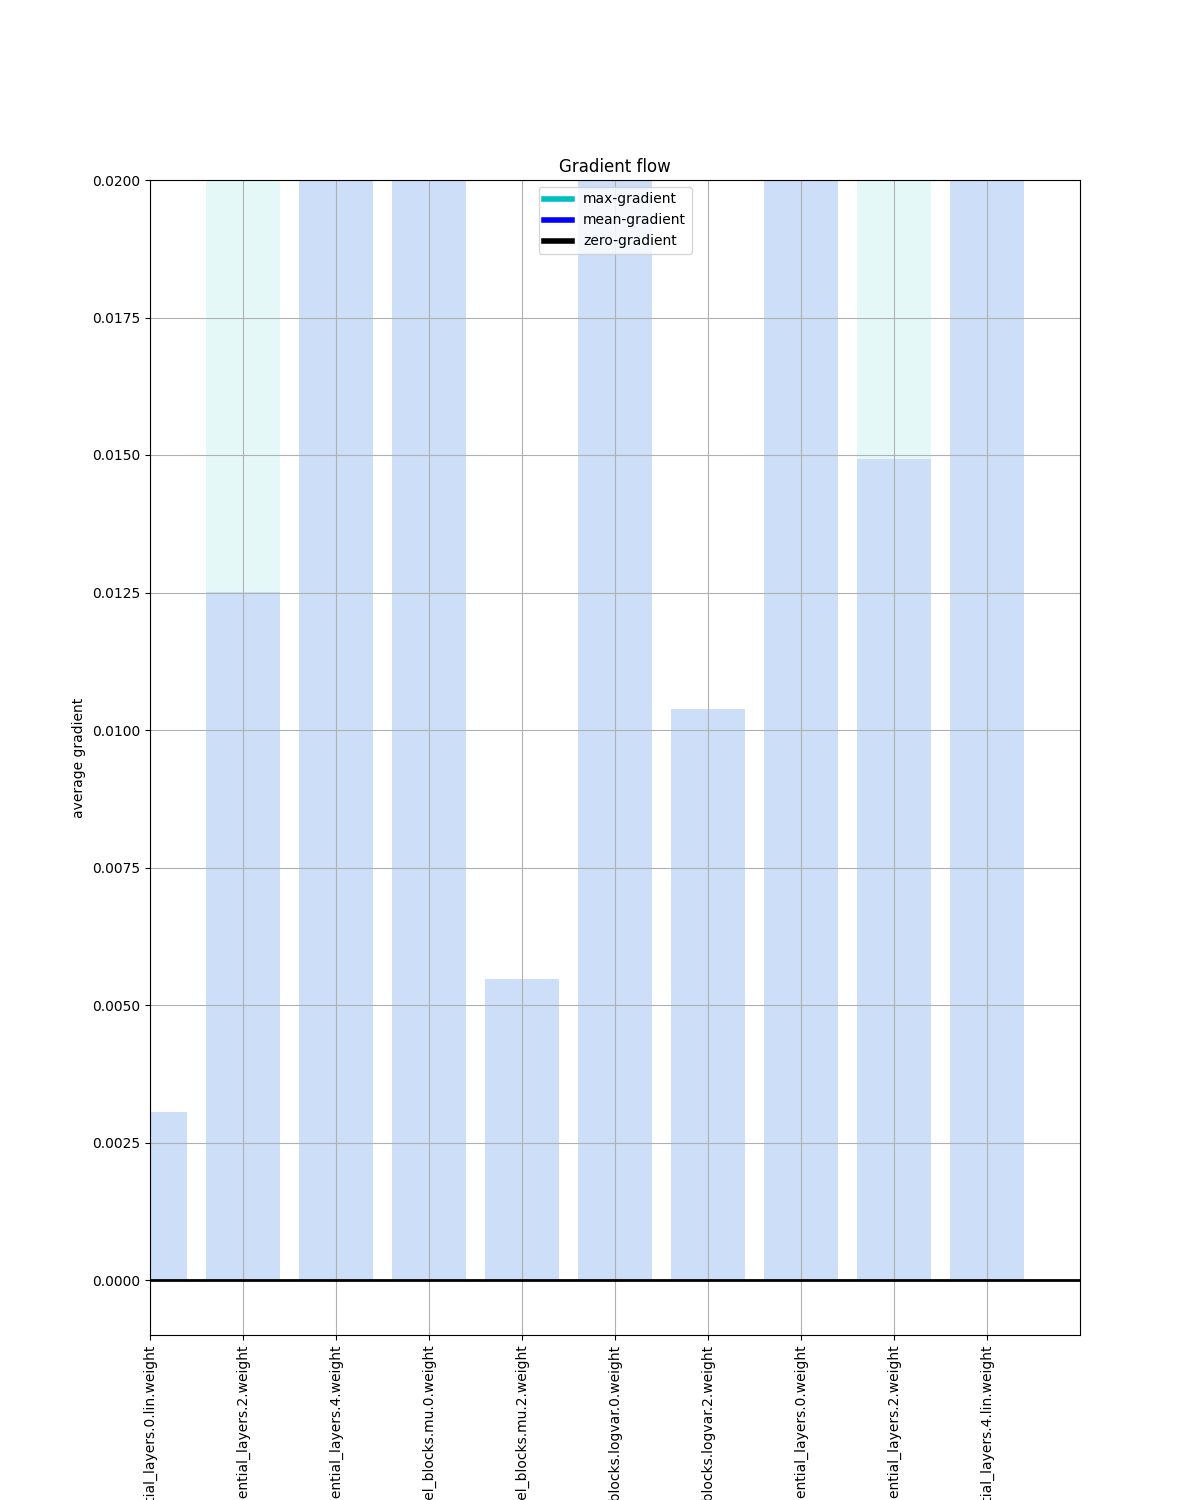 Gradient flow
max-gradient
mean-gradient
zero-gradient
0.0200
0.0175
0.0150
0.0125
0.0100
0.0075
0.0050
0.0025
0.0000
average gradient
tial_layers.0.lin.weight
ential_layers.2.weight
ential_layers.4.weight
el_blocks.mu.0.weight
el_blocks.mu.2.weight
blocks.logvar.0.weight
blocks.logvar.2.weight
ential_layers.0.weight
ential_layers.2.weight
tial_layers.4.lin.weight